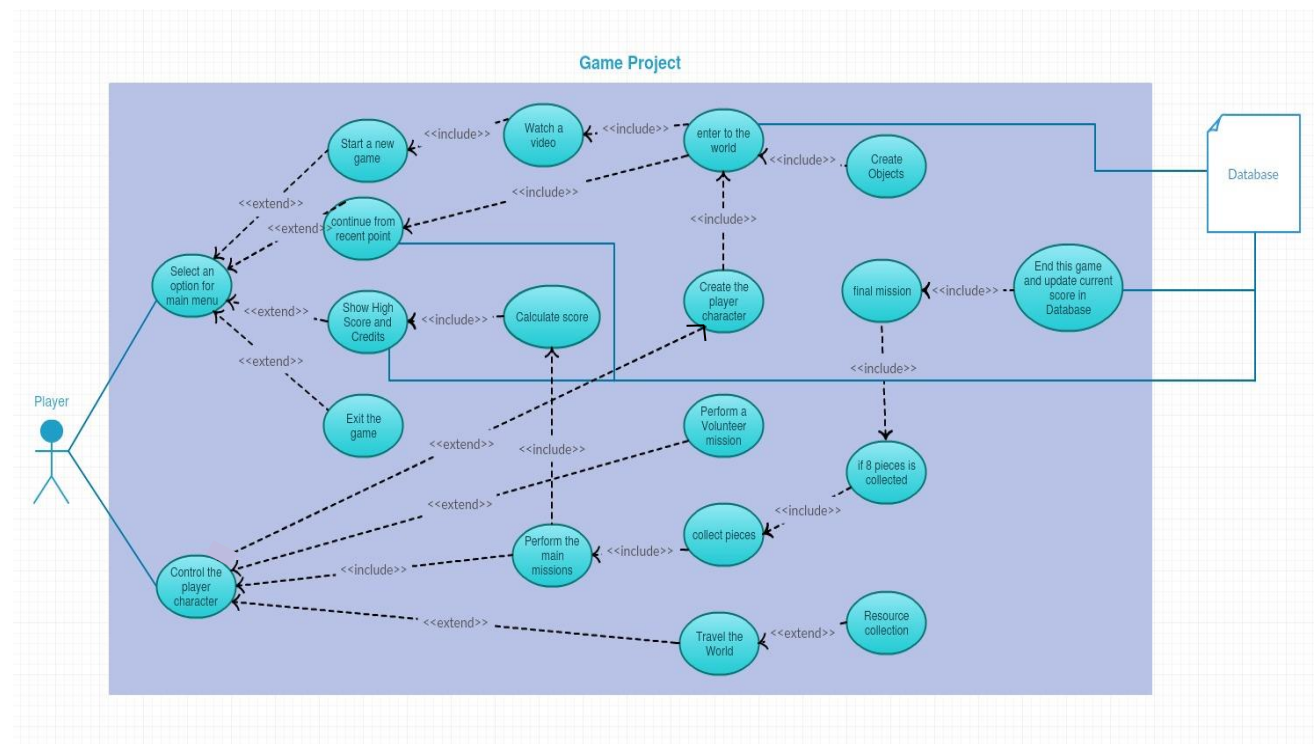 Game Project
Start a new
game
<<include>>
Watch a
video
<<include>>
enter to the
world
<<include>>
Create
Objects
Database
<<extend>>
<<extend>>
continue from
recent point
<<include>>
<<include>>
Select an
option for
main menu
<<extend>>
Show High
Score and
Credits
<<include>>
Calculate score
Create the
player
character
final mission
<<include>>
End this game
and update current
score in
Database
<<extend>>
<<include>>
Player
Exit the
game
<<extend>>
<<include>>
Perform a
Volunteer
mission
if 8 pieces is
collected
<<extend>>
<<include>>
Control the
player
character
<<include>>
Perform the
main
missions
<<include>>
collect pieces
<<extend>>
Travel the
World
<<extend>>
Resource
collection